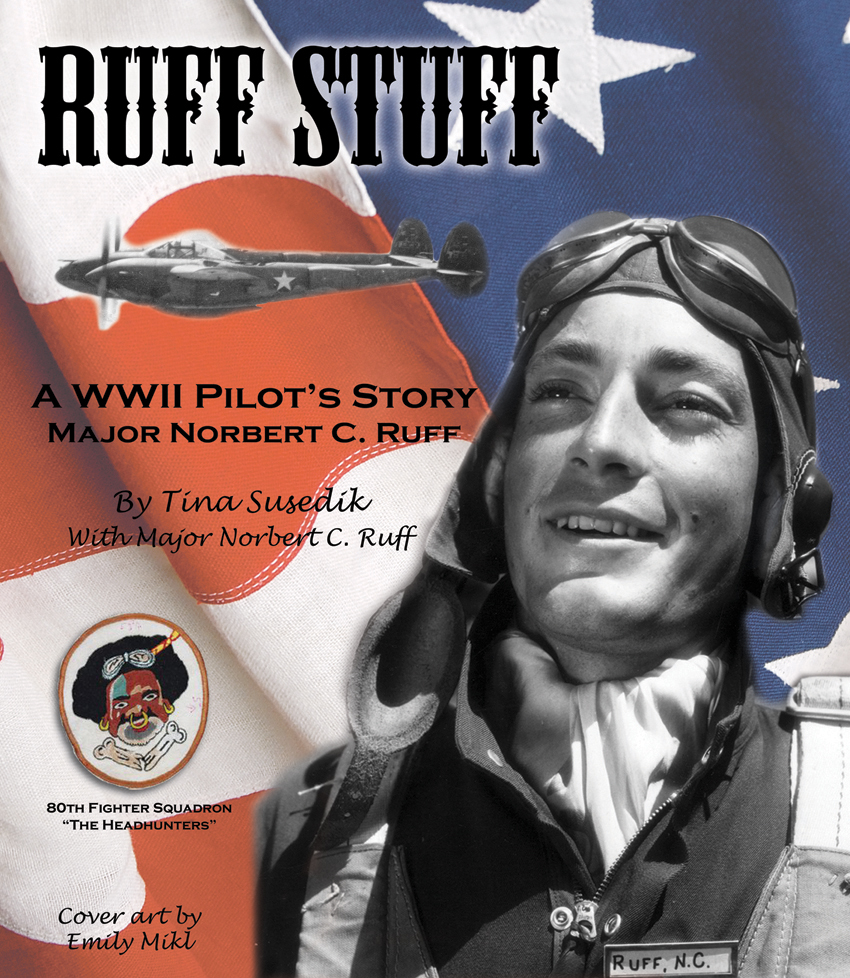 RUFF STUFF
A WWII PILOT'S STORY
MAJOR NORBERT C. RUFF
By Tina Susedik
With Major Norbert C. Ruff
80TH FIGHTER SQUADRON
"THE HEADHUNTERS"
Cover art by
Emily Mikl
RUFF, N.C.